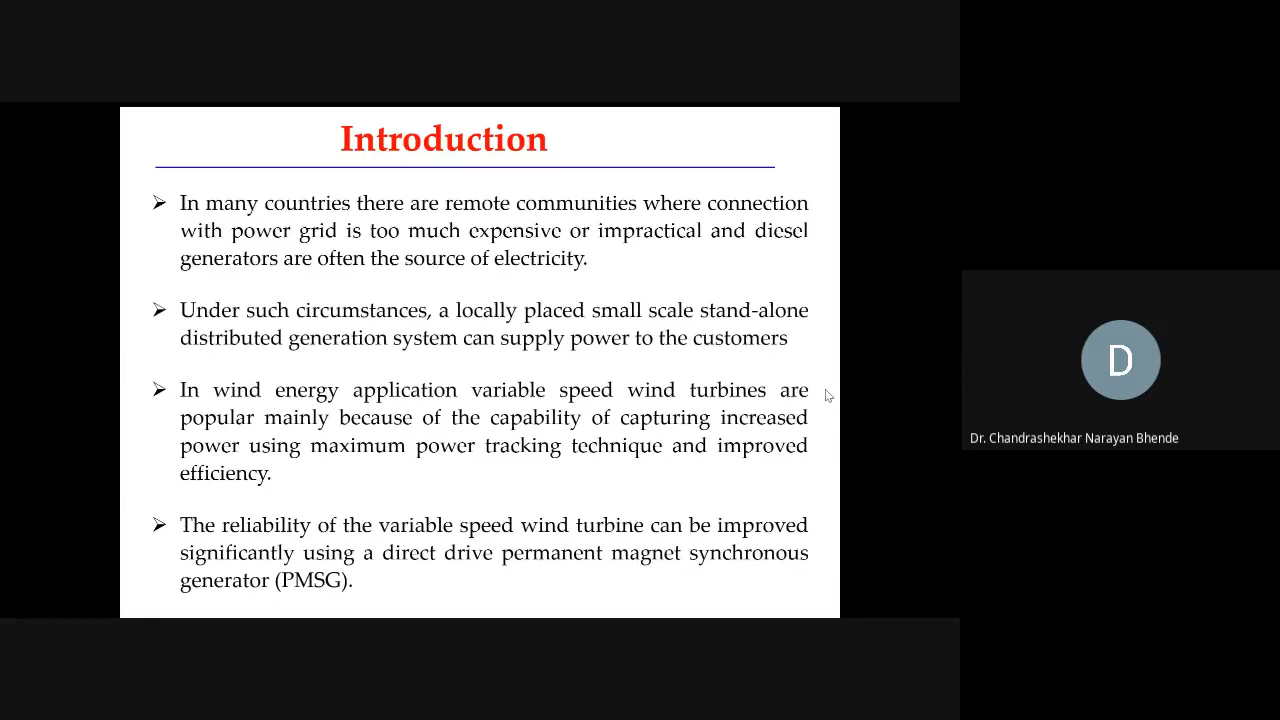 Introduction
➢ In many countries there are remote communities where connection
with power grid is too much expensive or impractical and diesel
generators are often the source of electricity.
➢ Under such circumstances, a locally placed small scale stand-alone
distributed generation system can supply power to the customers
➢ In wind energy application variable speed wind turbines are
popular mainly because of the capability of capturing increased
power using maximum power tracking technique and improved
efficiency.
➢ The reliability of the variable speed wind turbine can be improved
significantly using a direct drive permanent magnet synchronous
generator (PMSG).
D
Dr. Chandrashekhar Narayan Bhende